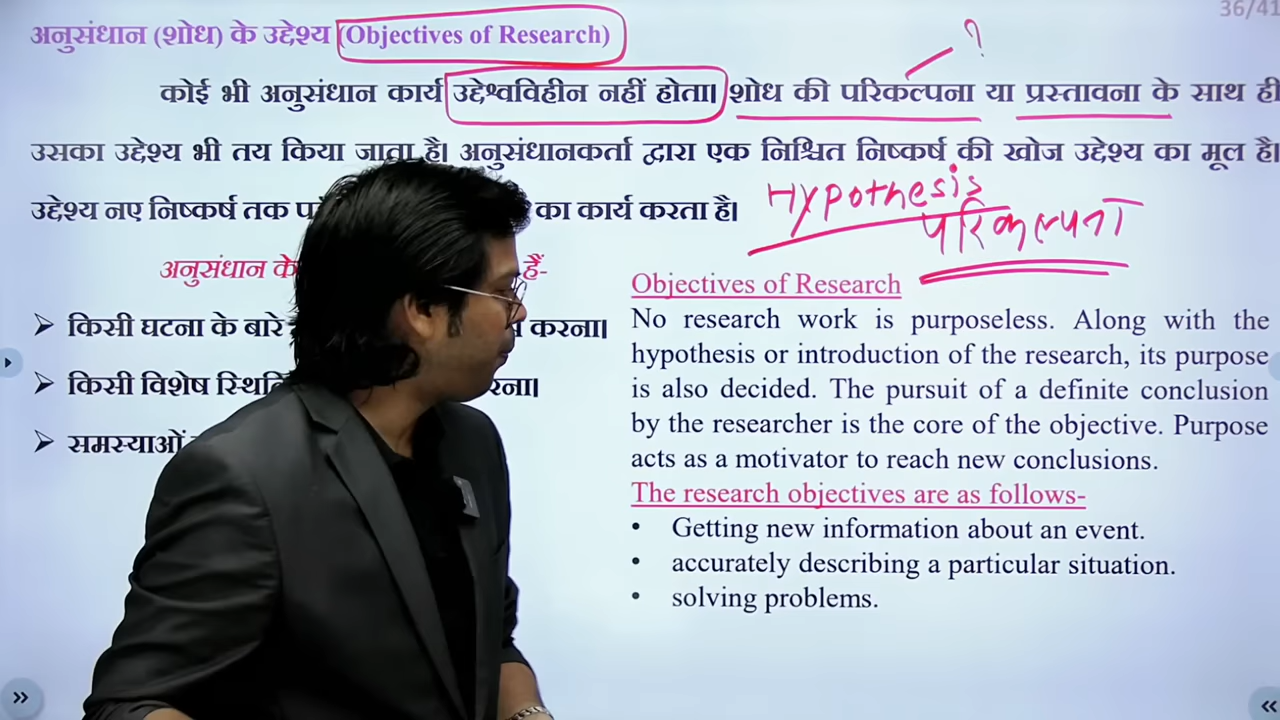 36/41
अनुसंधान (शोध) के उद्देश्य (Objectives of Research)
?
कोई भी अनुसंधान कार्य उद्देश्वविहीन नहीं होता। शोध की परिकल्पना या प्रस्तावना के साथ ही
उसका उद्देश्य भी तय किया जाता है। अनुसंधानकर्ता द्वारा एक निश्चित निष्कर्ष की खोज उद्देश्य का मूल है।
उद्देश्य नए निष्कर्ष तक का कार्य करता है।
Hypothesis
परिकल्पना
अनुसंधान के हैं-
किसी घटना के बारे करना।
किसी विशेष
समस्याओं
Objectives of Research
No research work is purposeless. Along with the
hypothesis or introduction of the research, its purpose
is also decided. The pursuit of a definite conclusion
by the researcher is the core of the objective. Purpose
acts as a motivator to reach new conclusions.
The research objectives are as follows-
• Getting new information about an event.
• accurately describing a particular situation.
• solving problems.